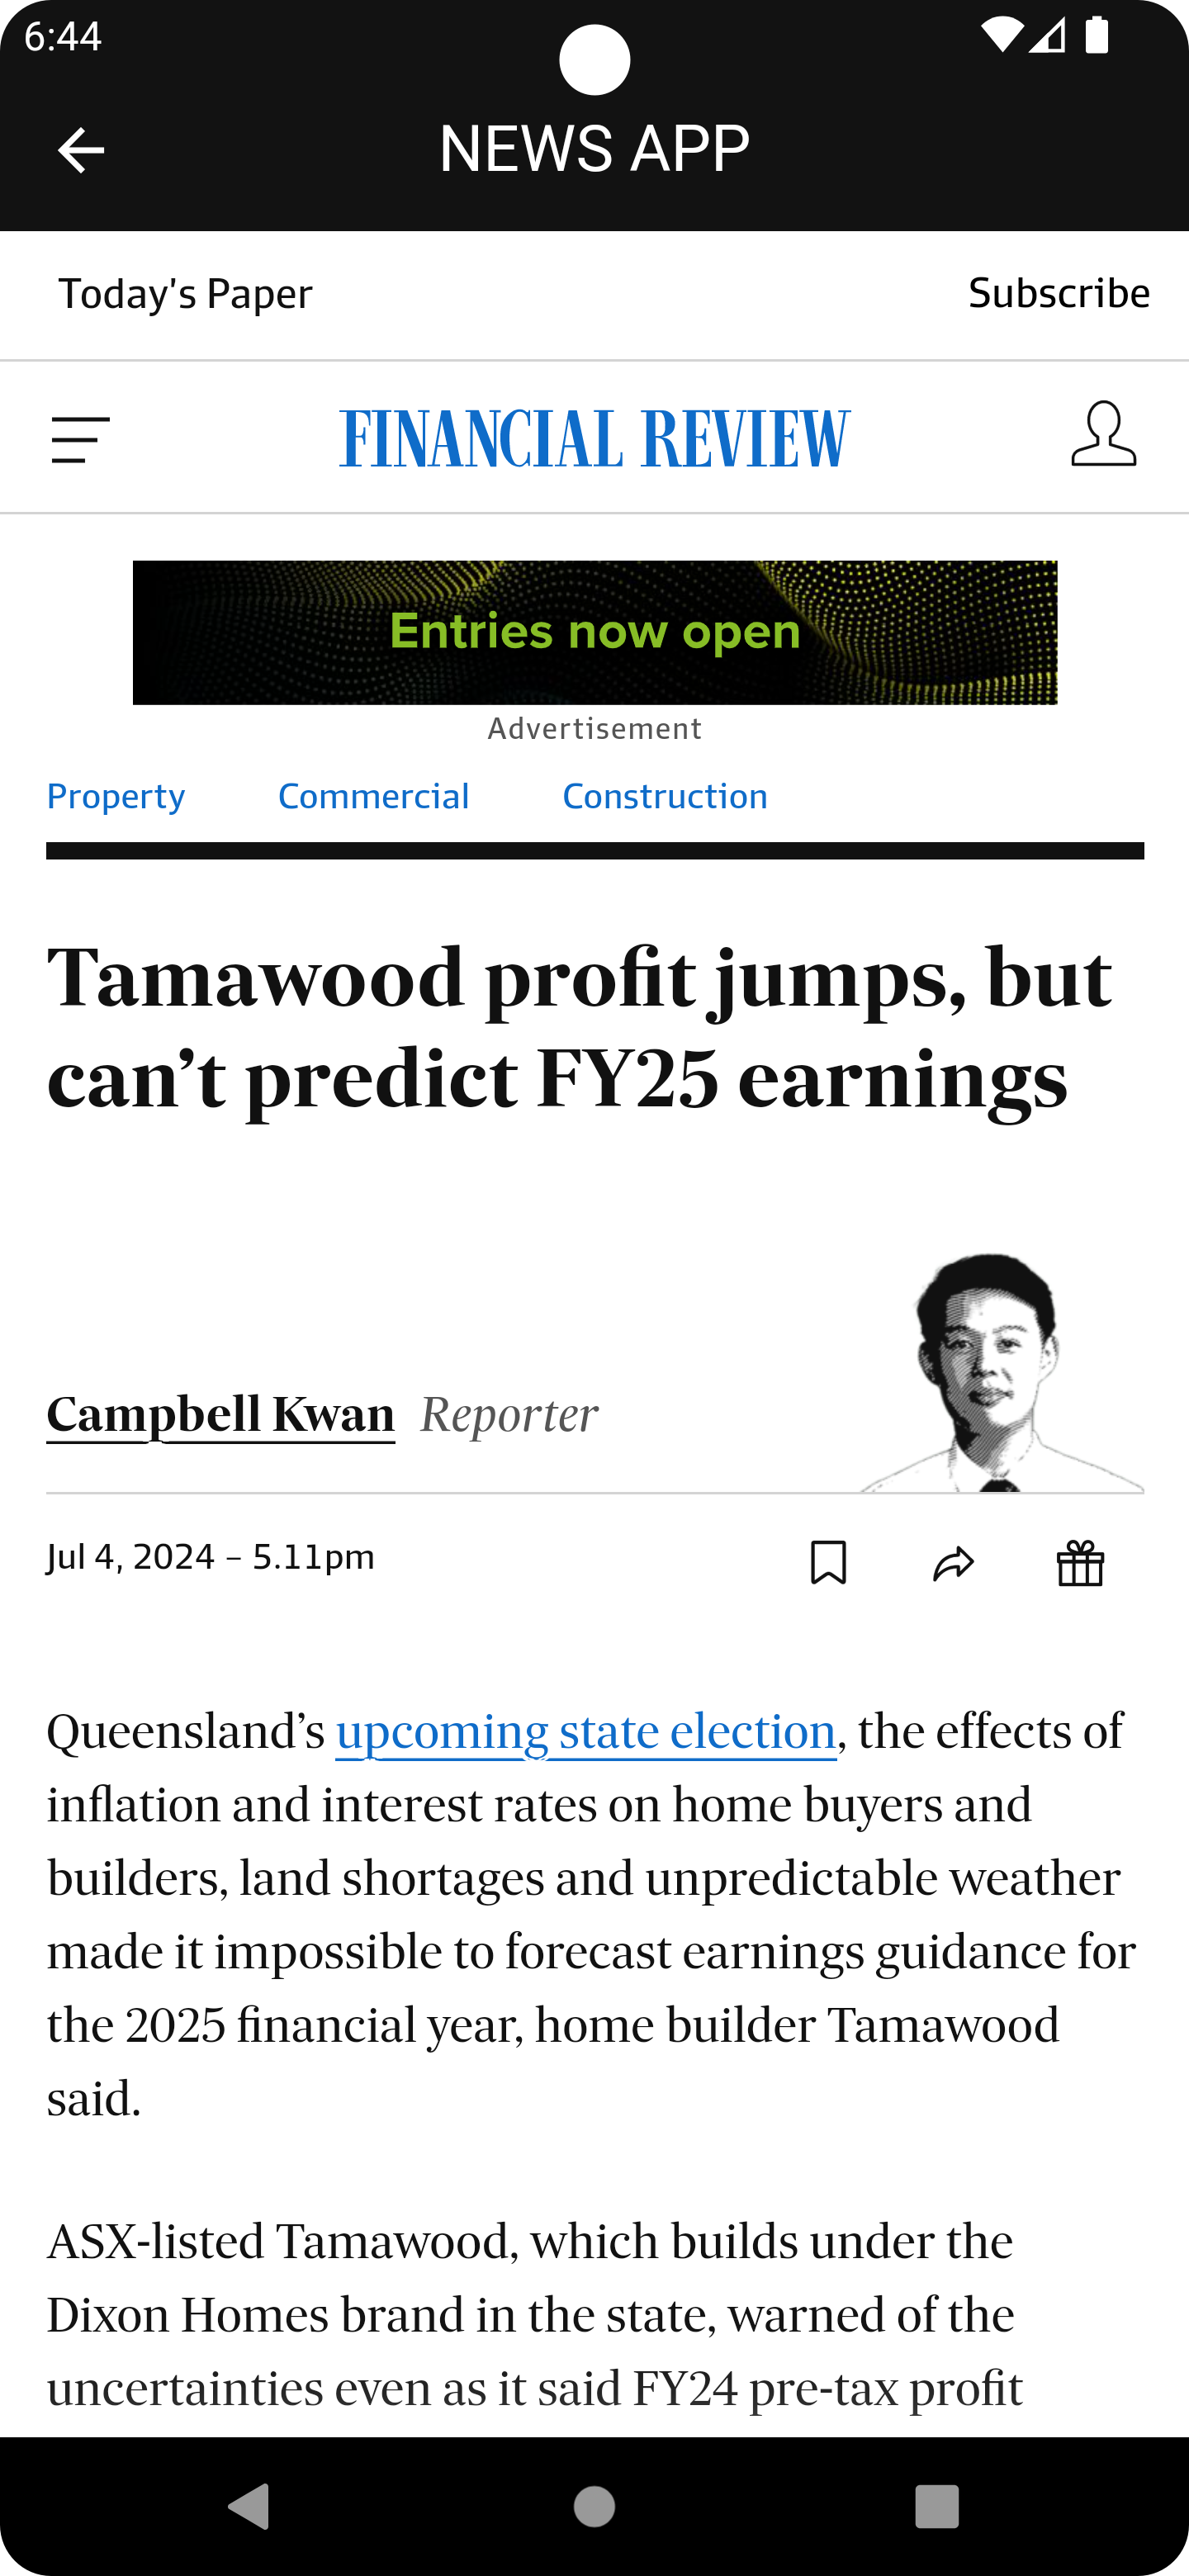 6:44
NEWS APP
Today's Paper
Subscribe
FINANCIAL REVIEW
Entries now open
Advertisement
Property
Commercial
Construction
Tamawood profit jumps, but
can’t predict FY25 earnings
Campbell Kwan Reporter
Jul 4, 2024 – 5.11pm
Queensland’s upcoming state election, the effects of
inflation and interest rates on home buyers and
builders, land shortages and unpredictable weather
made it impossible to forecast earnings guidance for
the 2025 financial year, home builder Tamawood
said.
ASX-listed Tamawood, which builds under the
Dixon Homes brand in the state, warned of the
uncertainties even as it said FY24 pre-tax profit